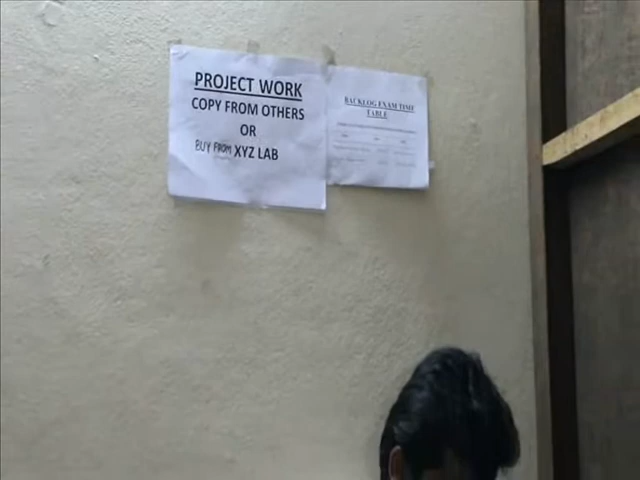 PROJECT WORK
COPY FROM OTHERS
OR
BUY FROM XYZ LAB
BACKLOG EXAM TIME
TABLE